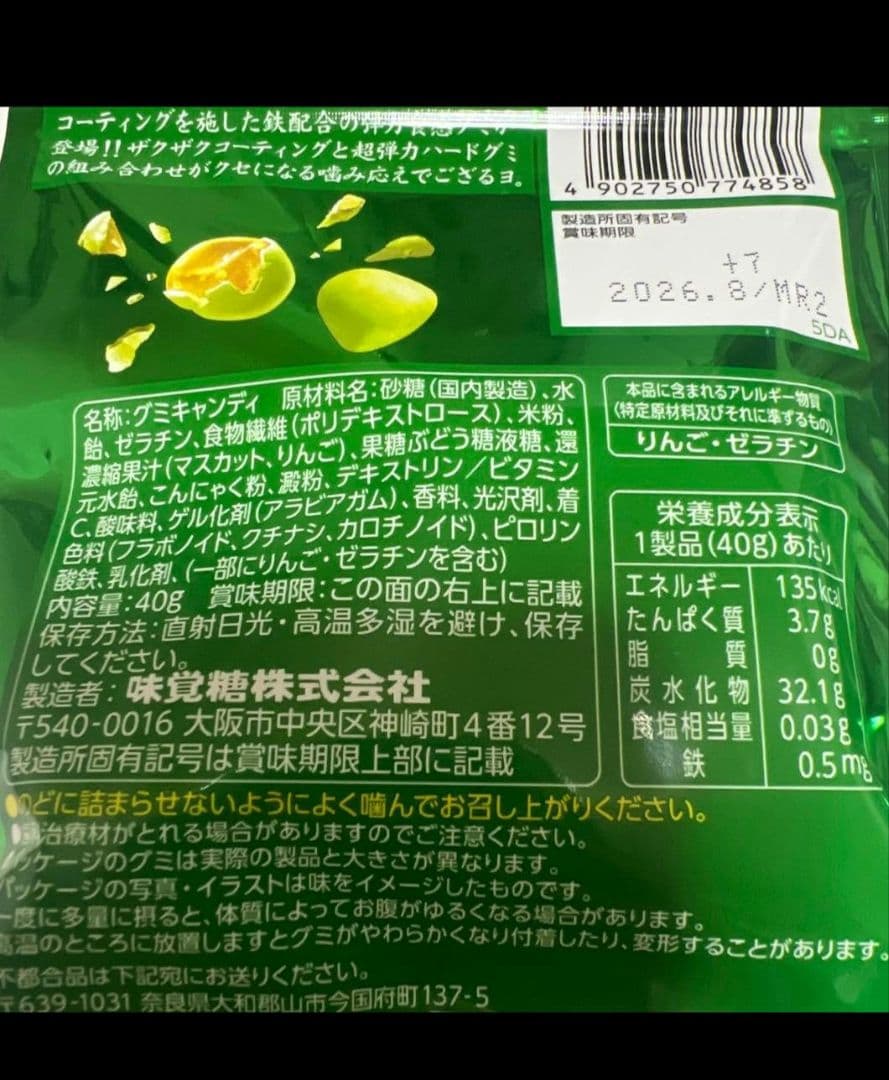 コーティングを施した鉄配合の弾力食感グミが
登場!!ザクザクコーティングと超弾力ハードグミ
の組み合わせがクセになる噛み応えでござるヨ。
4 902750 774858
製造所固有記号
賞味期限
+ア
2026.8/MR2
5DA
名称:グミキャンディ 原材料名:砂糖(国内製造)、水
飴、ゼラチン、食物繊維(ポリデキストロース)、米粉、
濃縮果汁(マスカット、りんご)、果糖ぶどう糖液糖、還
元水飴、こんにゃく粉、澱粉、デキストリン/ビタミン
C、酸味料、ゲル化剤(アラビアガム)、香料、光沢剤、着
色料(フラボノイド、クチナシ、カロチノイド)、ピロリン
酸鉄、乳化剤、(一部にりんご・ゼラチンを含む)
内容量:40g 賞味期限:この面の右上に記載
保存方法:直射日光・高温多湿を避け、保存
してください。
製造者:味覚糖株式会社
〒540-0016 大阪市中央区神崎町4番12号
製造所固有記号は賞味期限上部に記載
本品に含まれるアレルギー物質
(特定原材料及びそれに準ずるもの)
りんご・ゼラチン
栄養成分表示
1製品(40g)あたり
エネルギー 135kcal
たんぱく質 3.7g
脂質 0g
炭水化物 32.1g
食塩相当量 0.03g
鉄 0.5mg
●のどに詰まらせないようによく噛んでお召し上がりください。
●歯治療材がとれる場合がありますのでご注意ください。
パッケージのグミは実際の製品と大きさが異なります。
パッケージの写真・イラストは味をイメージしたものです。
一度に多量に摂ると、体質によってお腹がゆるくなる場合があります。
高温のところに放置しますとグミがやわらかくなり付着したり、変形することがあります。
不都合品は下記宛にお送りください。
〒639-1031 奈良県大和郡山市今国府町137-5